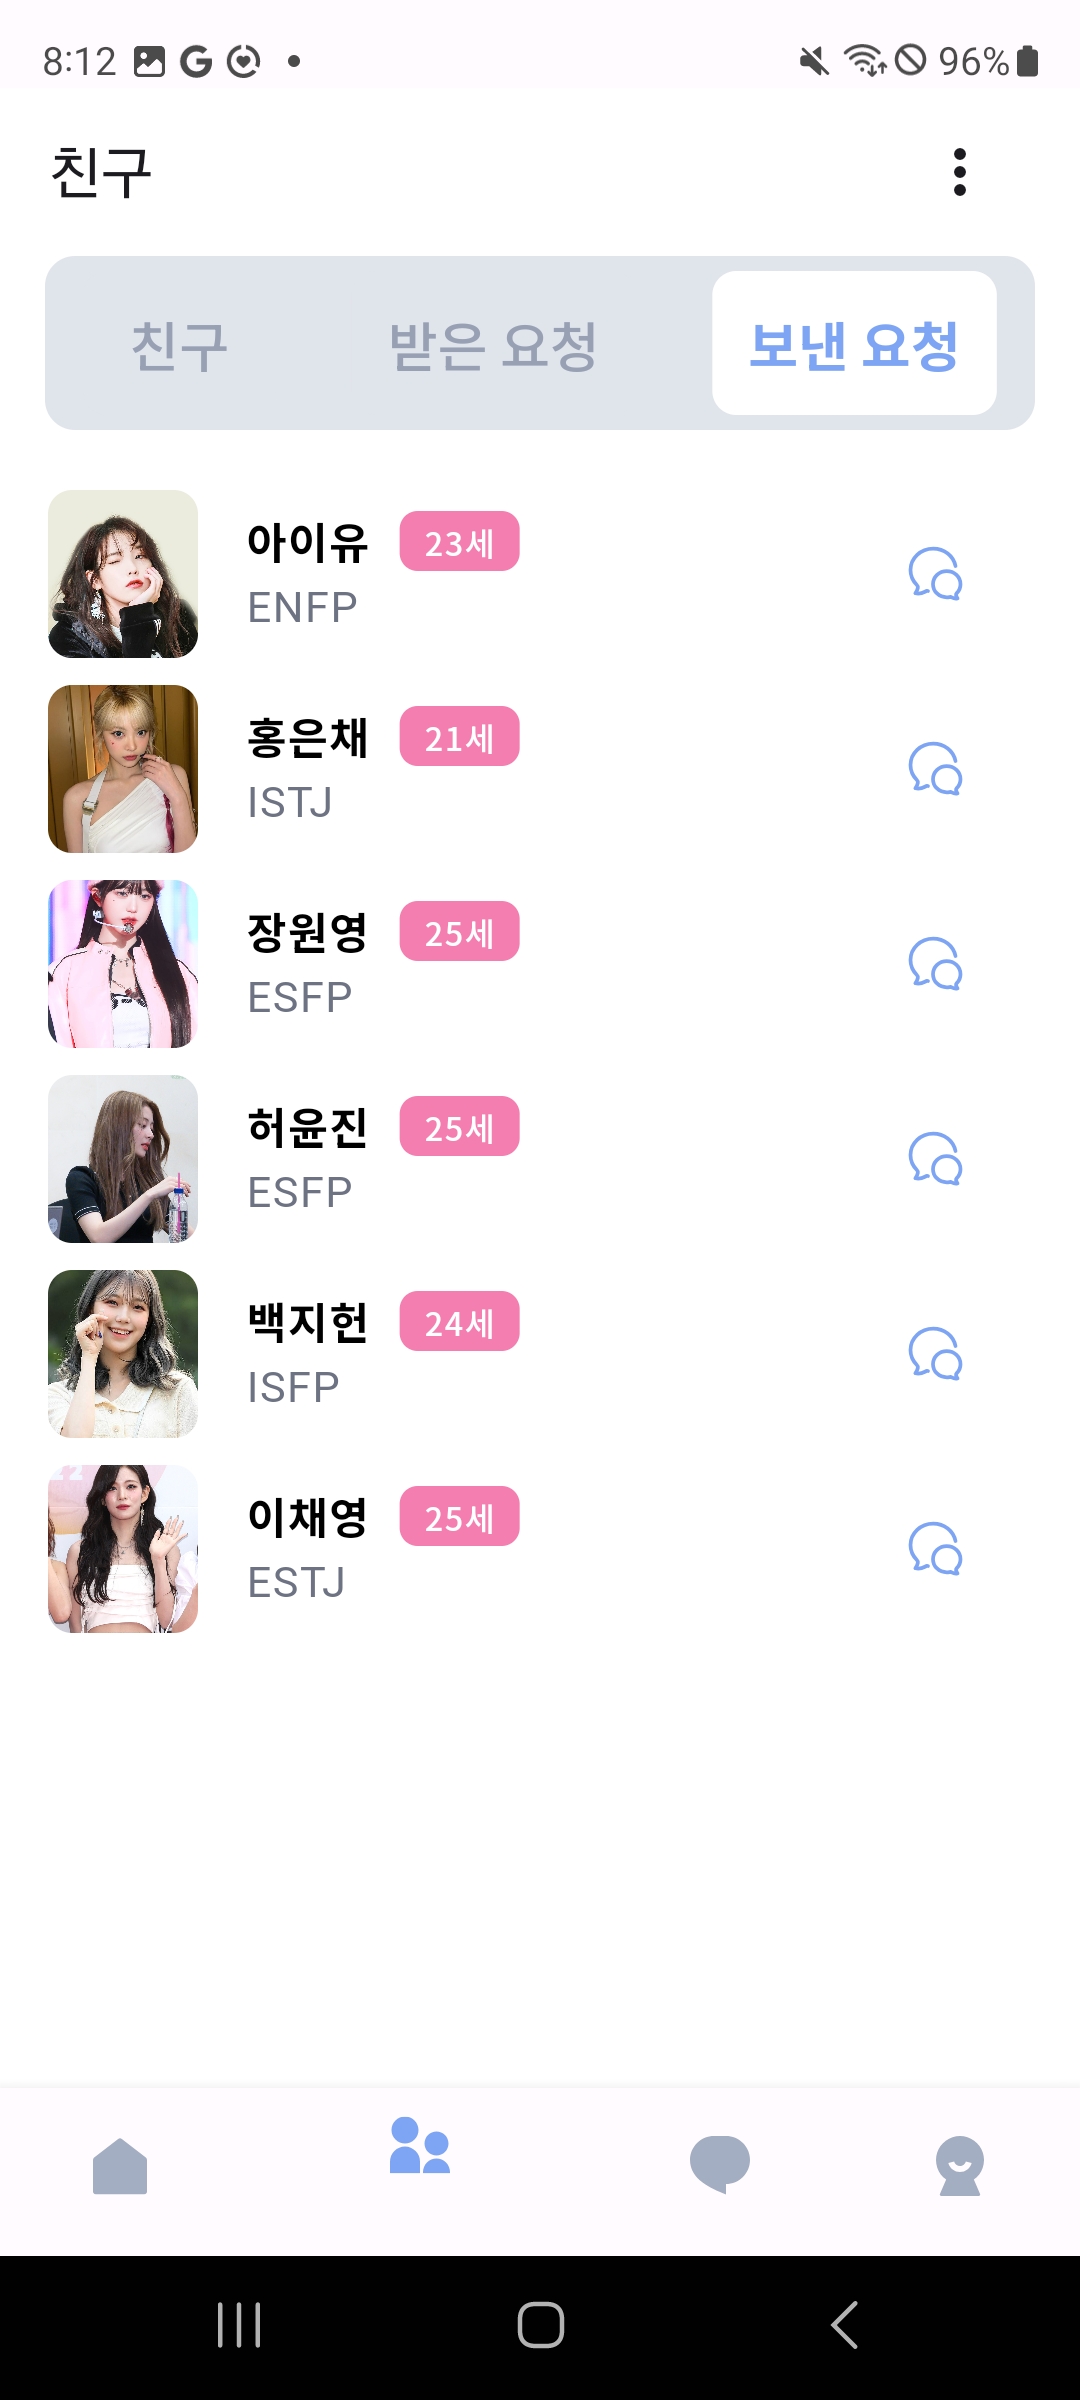 8:12 96%
친구
친구 받은 요청 보낸 요청
아이유 23세
ENFP
홍은채 21세
ISTJ
장원영 25세
ESFP
허윤진 25세
ESFP
백지헌 24세
ISFP
이채영 25세
ESTJ